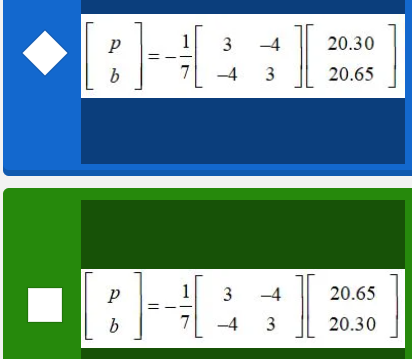 [ p b ] = -1/7 [ 3 -4 -4 3 ] [ 20.30 20.65 ]
[ p b ] = -1/7 [ 3 -4 -4 3 ] [ 20.65 20.30 ]